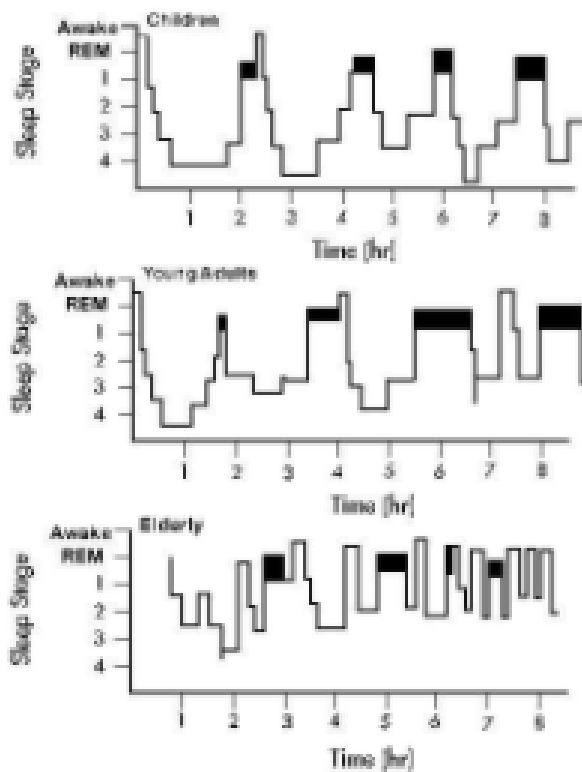 Children
Awake
REM
1
2
3
4
Sleep Stage
1 2 3 4 5 6 7 8
Time (hr)
Young Adults
Awake
REM
1
2
3
4
Sleep Stage
1 2 3 4 5 6 7 8
Time (hr)
Elderly
Awake
REM
1
2
3
4
Sleep Stage
1 2 3 4 5 6 7 8
Time (hr)